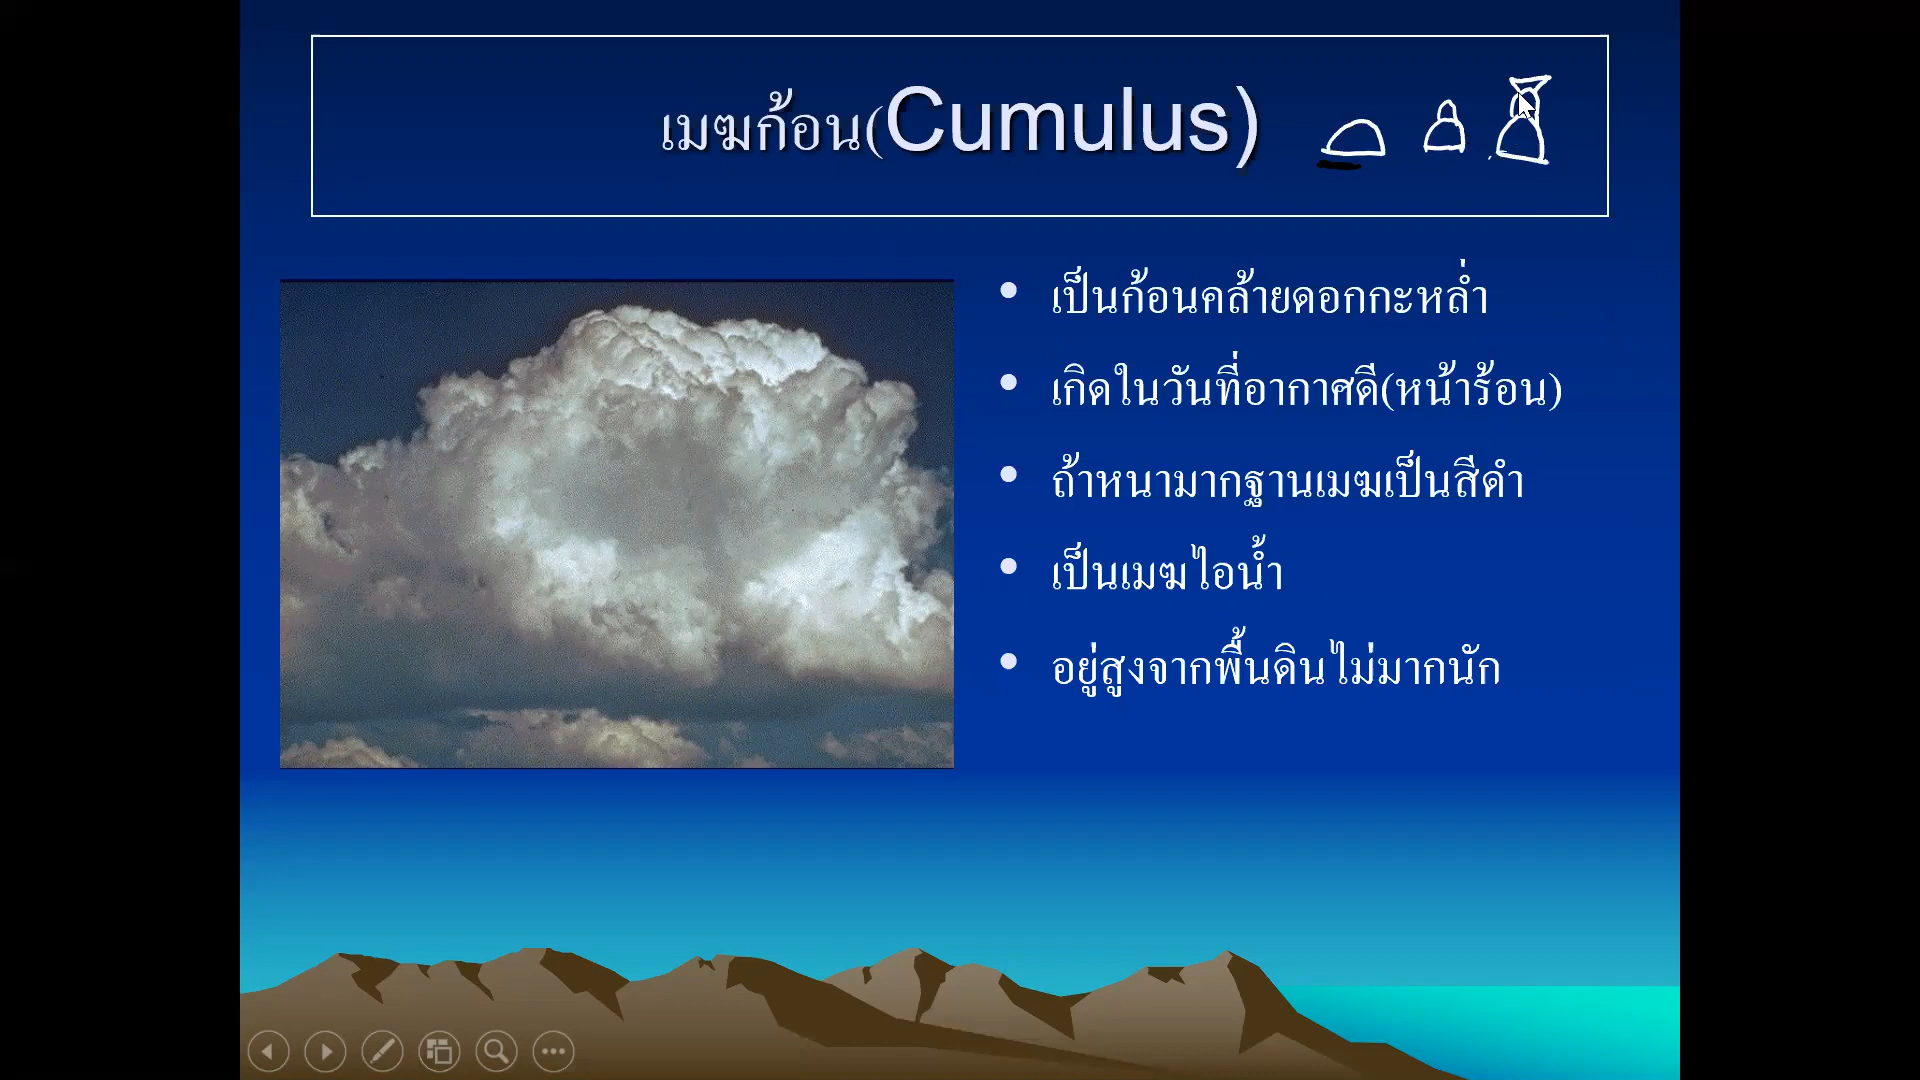 เมฆก้อน(Cumulus)
เป็นก้อนคล้ายดอกกะหล่ำ
เกิดในวันที่อากาศดี(หน้าร้อน)
ถ้าหนามากฐานเมฆเป็นสีดำ
เป็นเมฆไอน้ำ
อยู่สูงจากพื้นดินไม่มากนัก